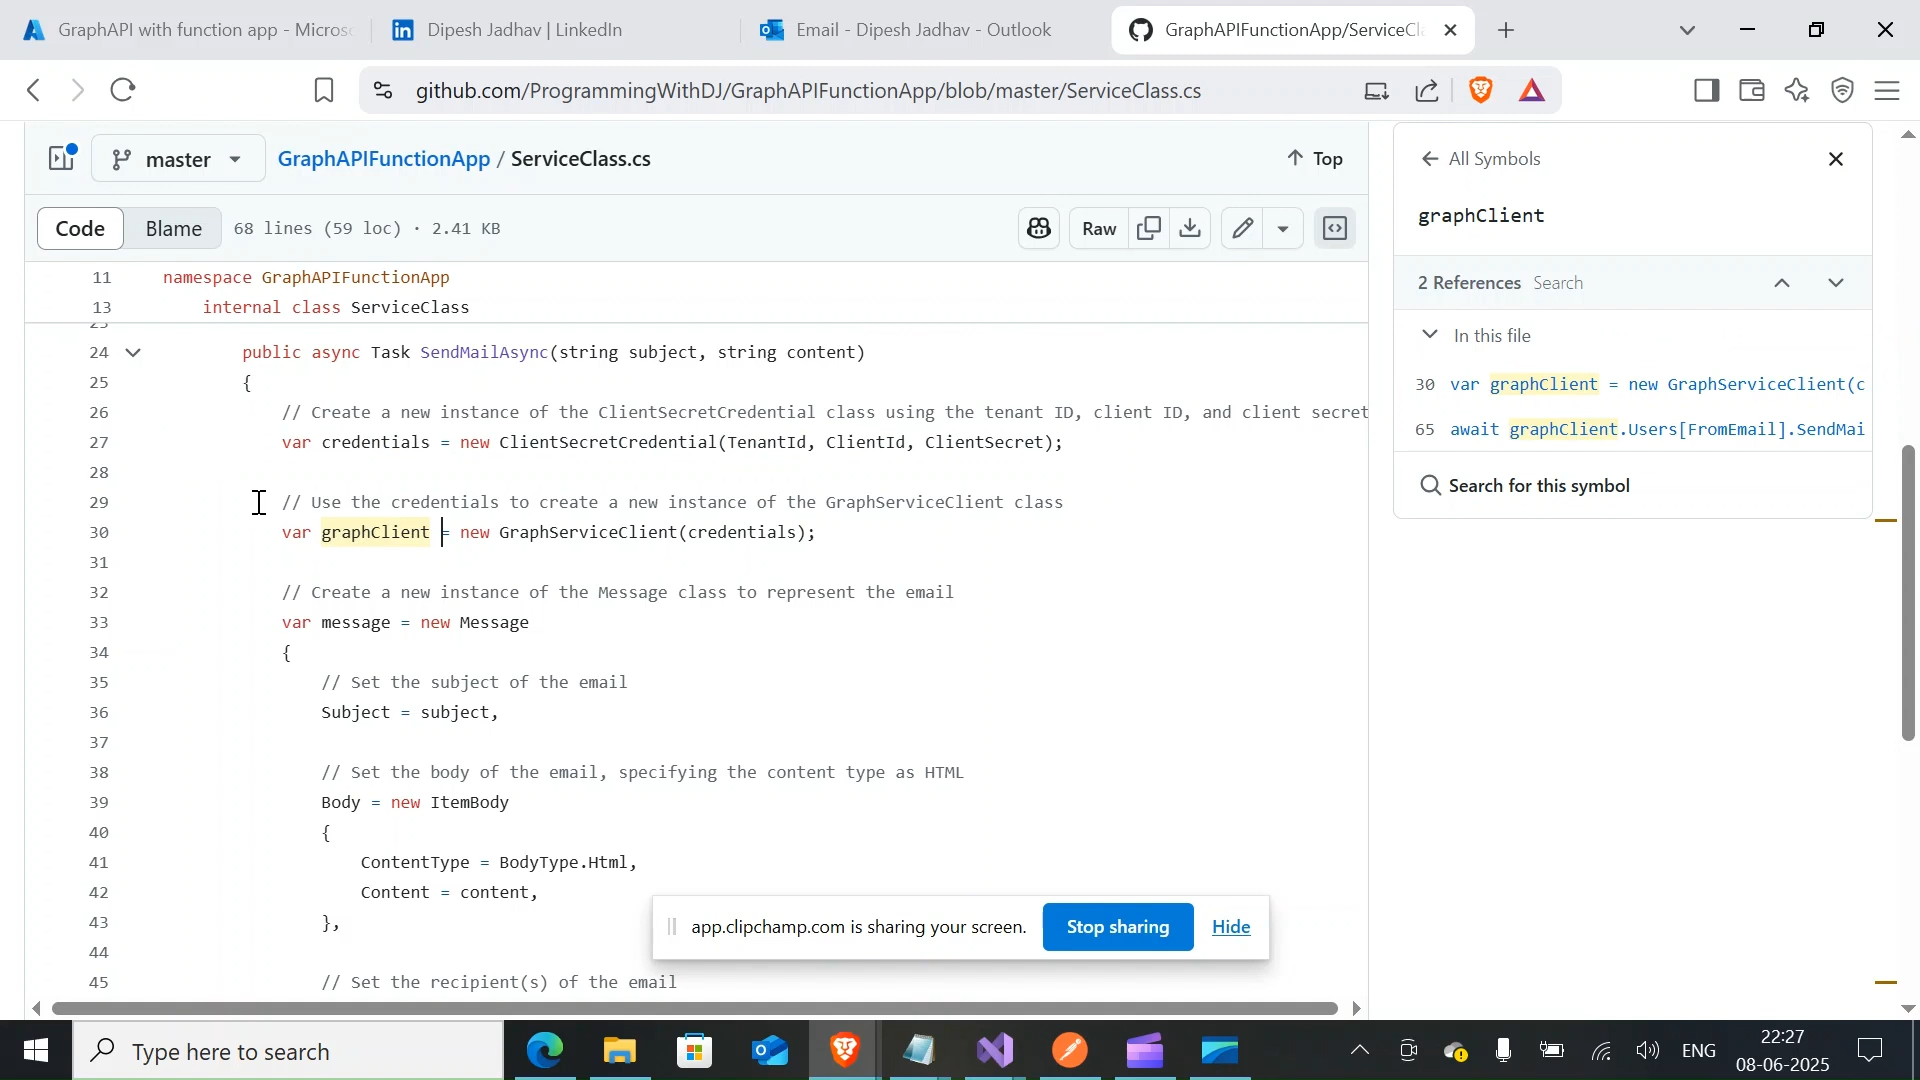 GraphAPI with function app - Micros
Dipesh Jadhav | LinkedIn
Email - Dipesh Jadhav - Outlook
GraphAPIFunctionApp/ServiceCl
github.com/ProgrammingWithDJ/GraphAPIFunctionApp/blob/master/ServiceClass.cs
master
GraphAPIFunctionApp / ServiceClass.cs
Top
Code Blame 68 lines (59 loc) · 2.41 KB
Raw
11 namespace GraphAPIFunctionApp
13 internal class ServiceClass
23
24 public async Task SendMailAsync(string subject, string content)
25 {
26 // Create a new instance of the ClientSecretCredential class using the tenant ID, client ID, and client secret
27 var credentials = new ClientSecretCredential(TenantId, ClientId, ClientSecret);
28
29 // Use the credentials to create a new instance of the GraphServiceClient class
30 var graphClient = new GraphServiceClient(credentials);
31
32 // Create a new instance of the Message class to represent the email
33 var message = new Message
34 {
35 // Set the subject of the email
36 Subject = subject,
37
38 // Set the body of the email, specifying the content type as HTML
39 Body = new ItemBody
40 {
41 ContentType = BodyType.Html,
42 Content = content,
43 },
44
45 // Set the recipient(s) of the email
All Symbols
graphClient
2 References Search
In this file
30 var graphClient = new GraphServiceClient(c
65 await graphClient.Users[FromEmail].SendMai
Search for this symbol
app.clipchamp.com is sharing your screen.
Stop sharing
Hide
Type here to search
ENG
22:27
08-06-2025